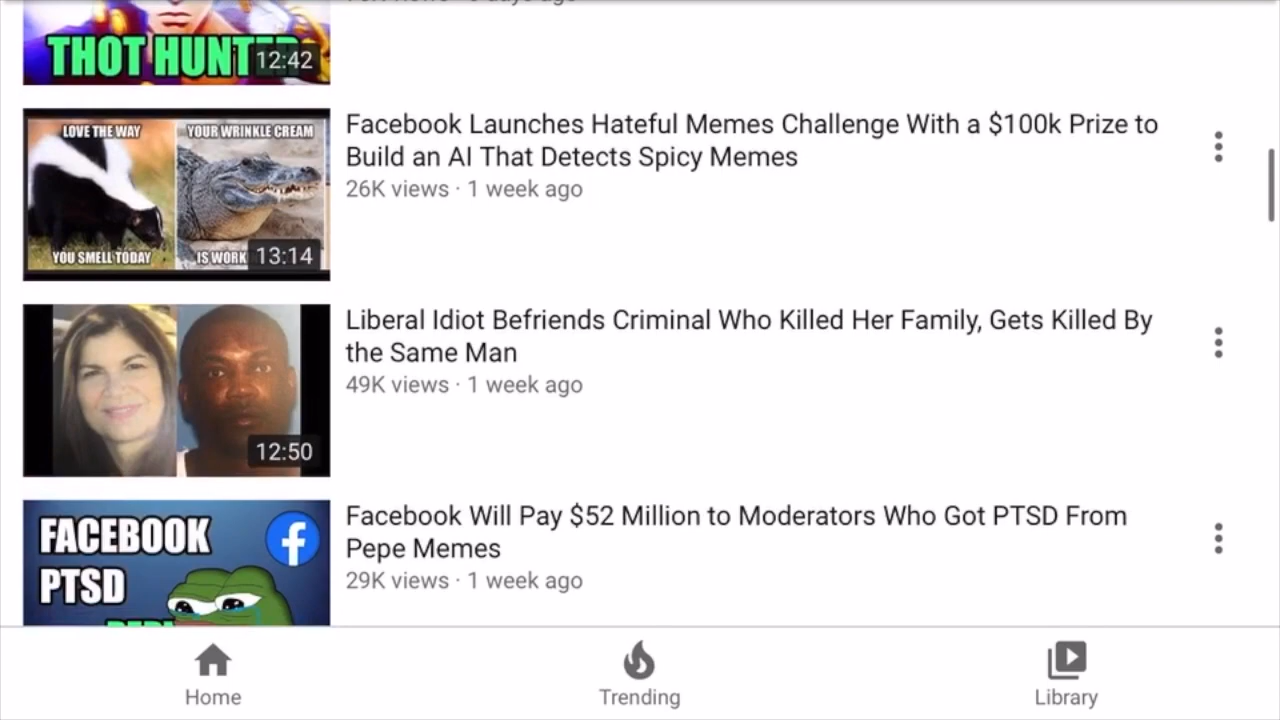 THOT HUNTER
12:42
LOVE THE WAY
YOUR WRINKLE CREAM
YOU SMELL TODAY
IS WORK
13:14
Facebook Launches Hateful Memes Challenge With a $100k Prize to
Build an AI That Detects Spicy Memes
26K views · 1 week ago
12:50
Liberal Idiot Befriends Criminal Who Killed Her Family, Gets Killed By
the Same Man
49K views · 1 week ago
FACEBOOK
PTSD
Facebook Will Pay $52 Million to Moderators Who Got PTSD From
Pepe Memes
29K views · 1 week ago
Home
Trending
Library